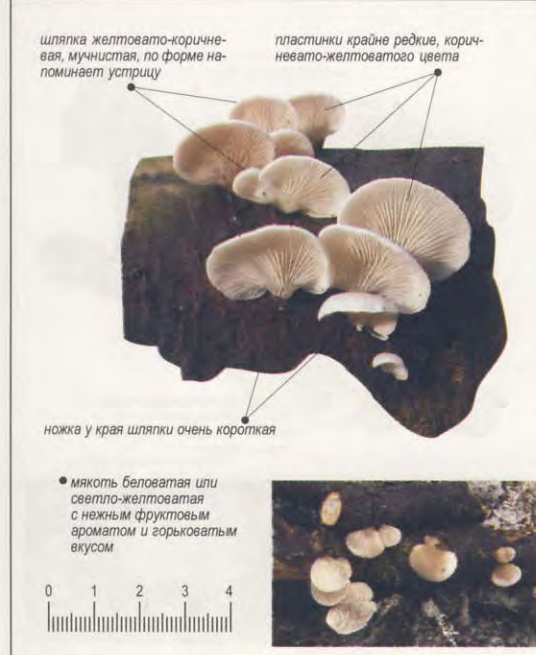 шляпка желтовато-коричне-
вая, мучнистая, по форме на-
поминает устрицу
пластинки крайне редкие, корич-
невато-желтоватого цвета
ножка у края шляпки очень короткая
• мякоть беловатая или
светло-желтоватая
с нежным фруктовым
ароматом и горьковатым
вкусом
0 1 2 3 4